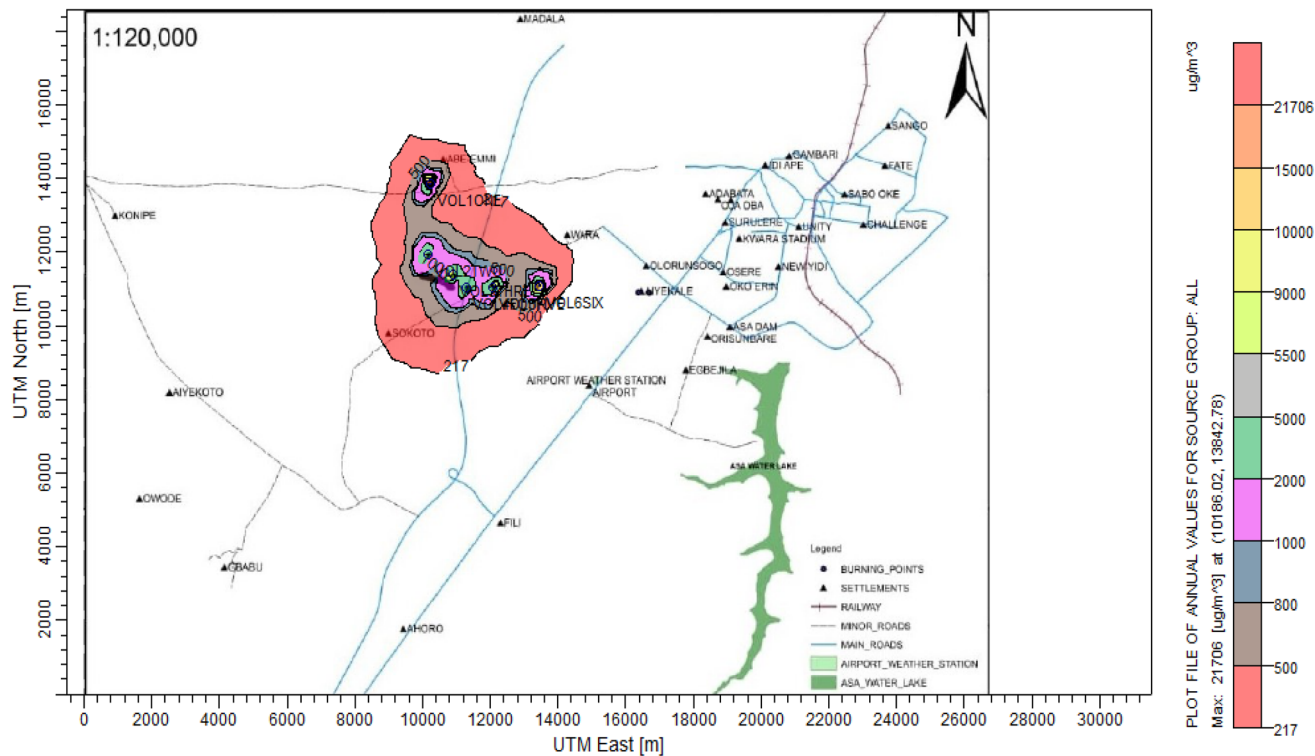 1:120,000
N
MADALA
ug/m^3
21706
15000
10000
9000
5500
5000
2000
1000
800
500
217
PLOT FILE OF ANNUAL VALUES FOR SOURCE GROUP: ALL
Max: 21706 [ug/m^3] at (10186.02,13842.78)
UTM North [m]
16000
14000
12000
10000
8000
6000
4000
2000
SANGO
GAMBARI
IDI APE
FATE
KONIPE
ADABATA
OJA OBA
SABO OKE
SURULERE
UNITY
CHALLENGE
KWARA STADIUM
WARA
OLORUNSOGO
OSERE
NEW YIDI
OKO ERIN
VOL6SIX
500
SOKOTO
217
ASA DAM
ORISUNBARE
EGBEJILA
AIRPORT WEATHER STATION
AIRPORT
AIYEKOTO
ASA WATER LAKE
OWODE
FILI
GBABU
AHORO
Legend
BURNING_POINTS
SETTLEMENTS
RAILWAY
MINOR_ROADS
MAIN_ROADS
AIRPORT_WEATHER_STATION
ASA_WATER_LAKE
0 2000 4000 6000 8000 10000 12000 14000 16000 18000 20000 22000 24000 26000 28000 30000
UTM East [m]